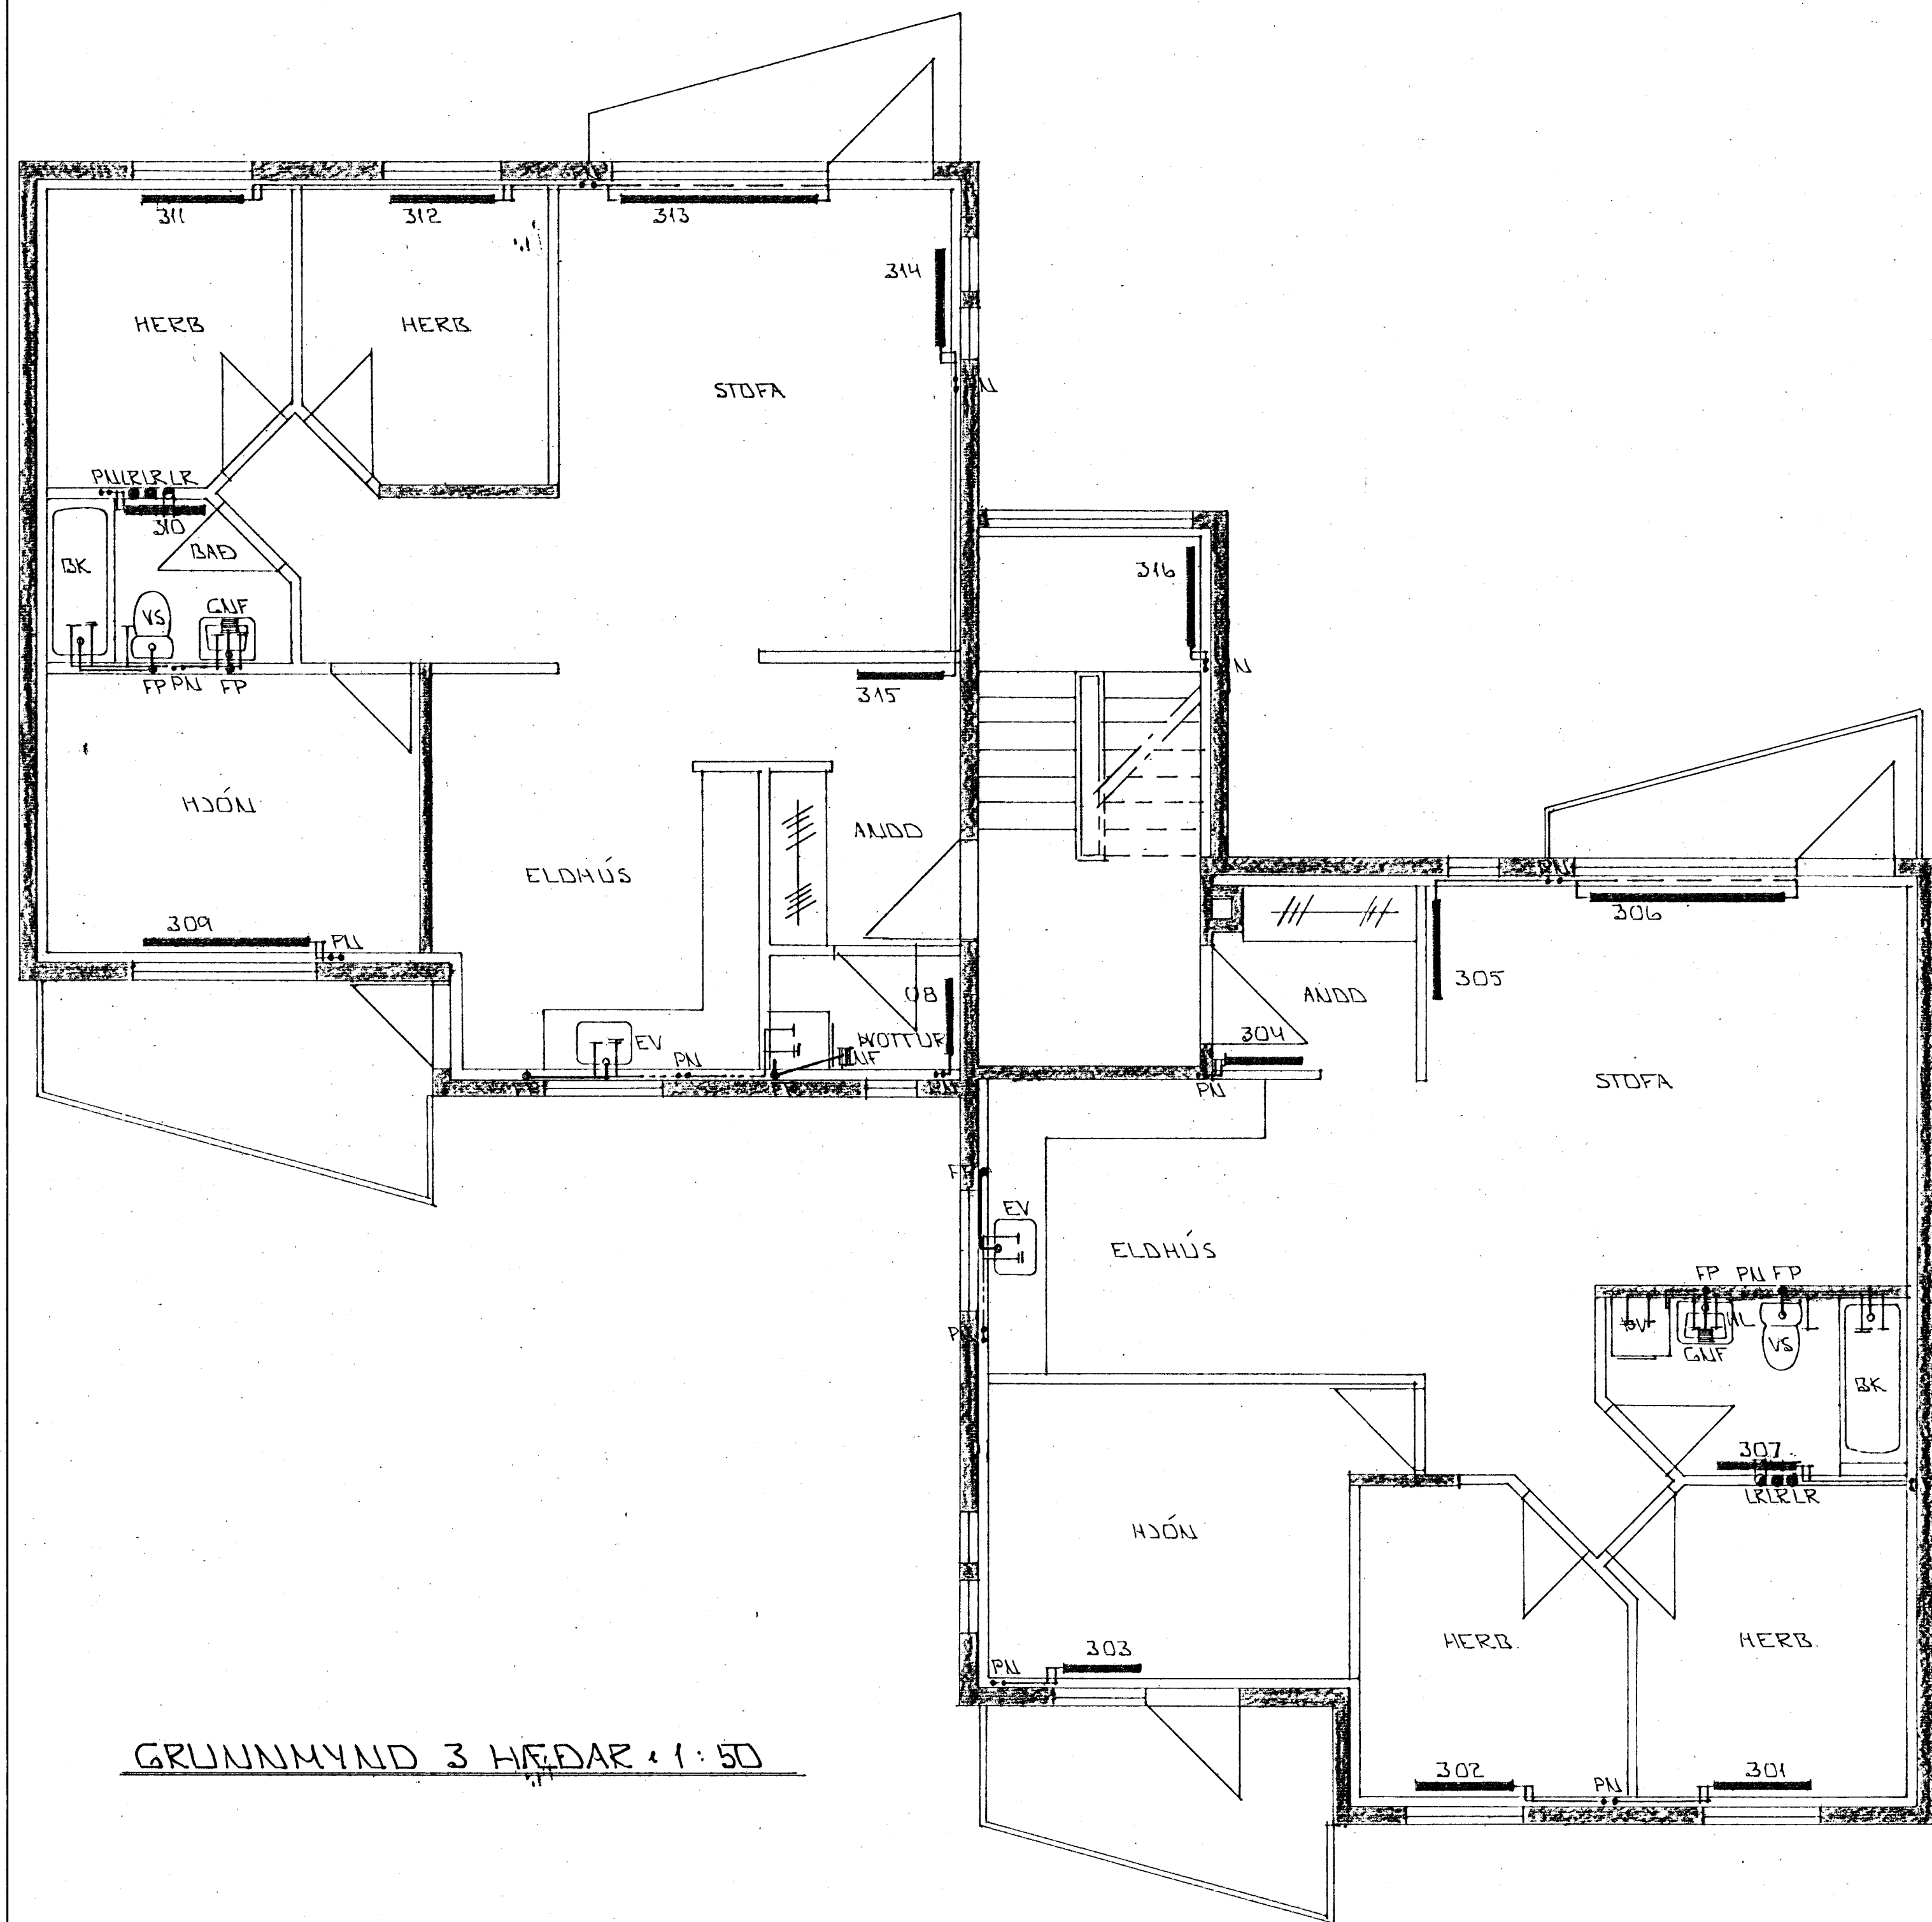 311
312
313
314
HERB
HERB
STOFA
N
PN LR LR LR
310
BAÐ
BK
VS
GNF
316
N
FP PN FP
315
HJÓN
ANDD
ELDHÚS
PN
306
309
PN
305
ANDD
08
304
EV
PN
ÞVOTTUR
NF
PN
PN
STOFA
FP
EV
ELDHÚS
FP PN FP
PN
ÞV
HL
GNF
VS
BK
307
LR LR LR
HJÓN
HERB.
HERB.
303
PN
GRUNNMYND 3 HÆÐAR • 1:50
302
PN
301